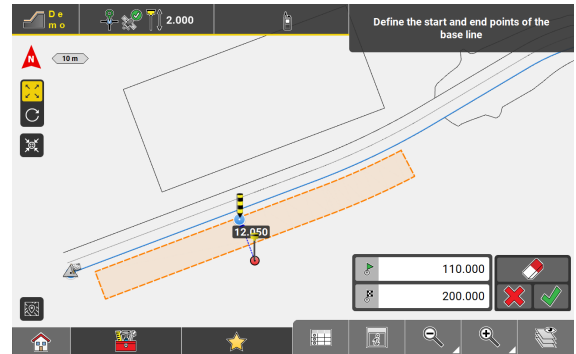 De
mo
2.000
Define the start and end points of the
base line
N
10 m
12.050
110.000
200.000